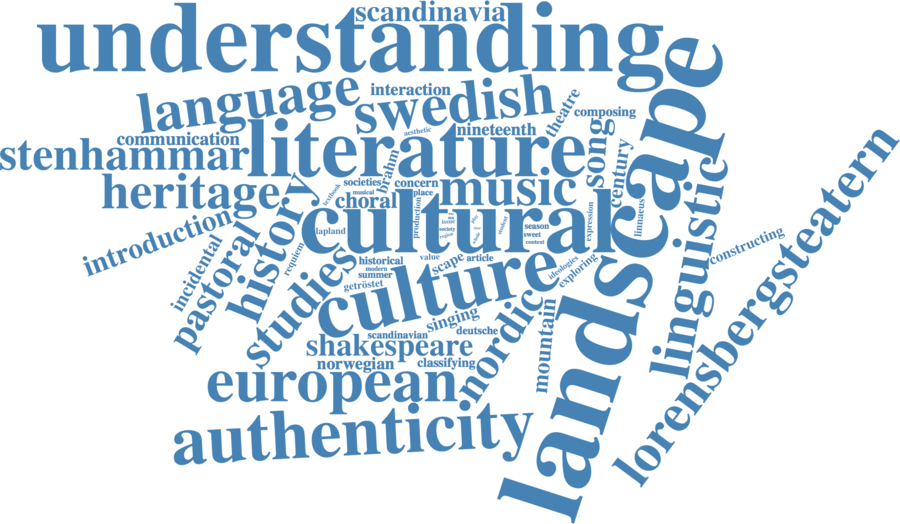 scandinavia
understanding
language
interaction
swedish
theatre
composing
communication
aesthetic
nineteenth
stenhammar
literature
song
landscape
century
brahm
heritage
societies
concern
music
textbook
musical
place
choral
history
cultural
production
expression
linnaeus
linguistic
lorensbergsteatern
introduction
pastoral
lapland
society
region
student
season
sweet
context
constructing
incidental
requiem
studies
historical
value
scape
article
modern
summer
culture
ideologies
exploring
getröstet
singing
nordic
mountain
scandinavian
deutsche
shakespeare
norwegian
classifying
european
authenticity